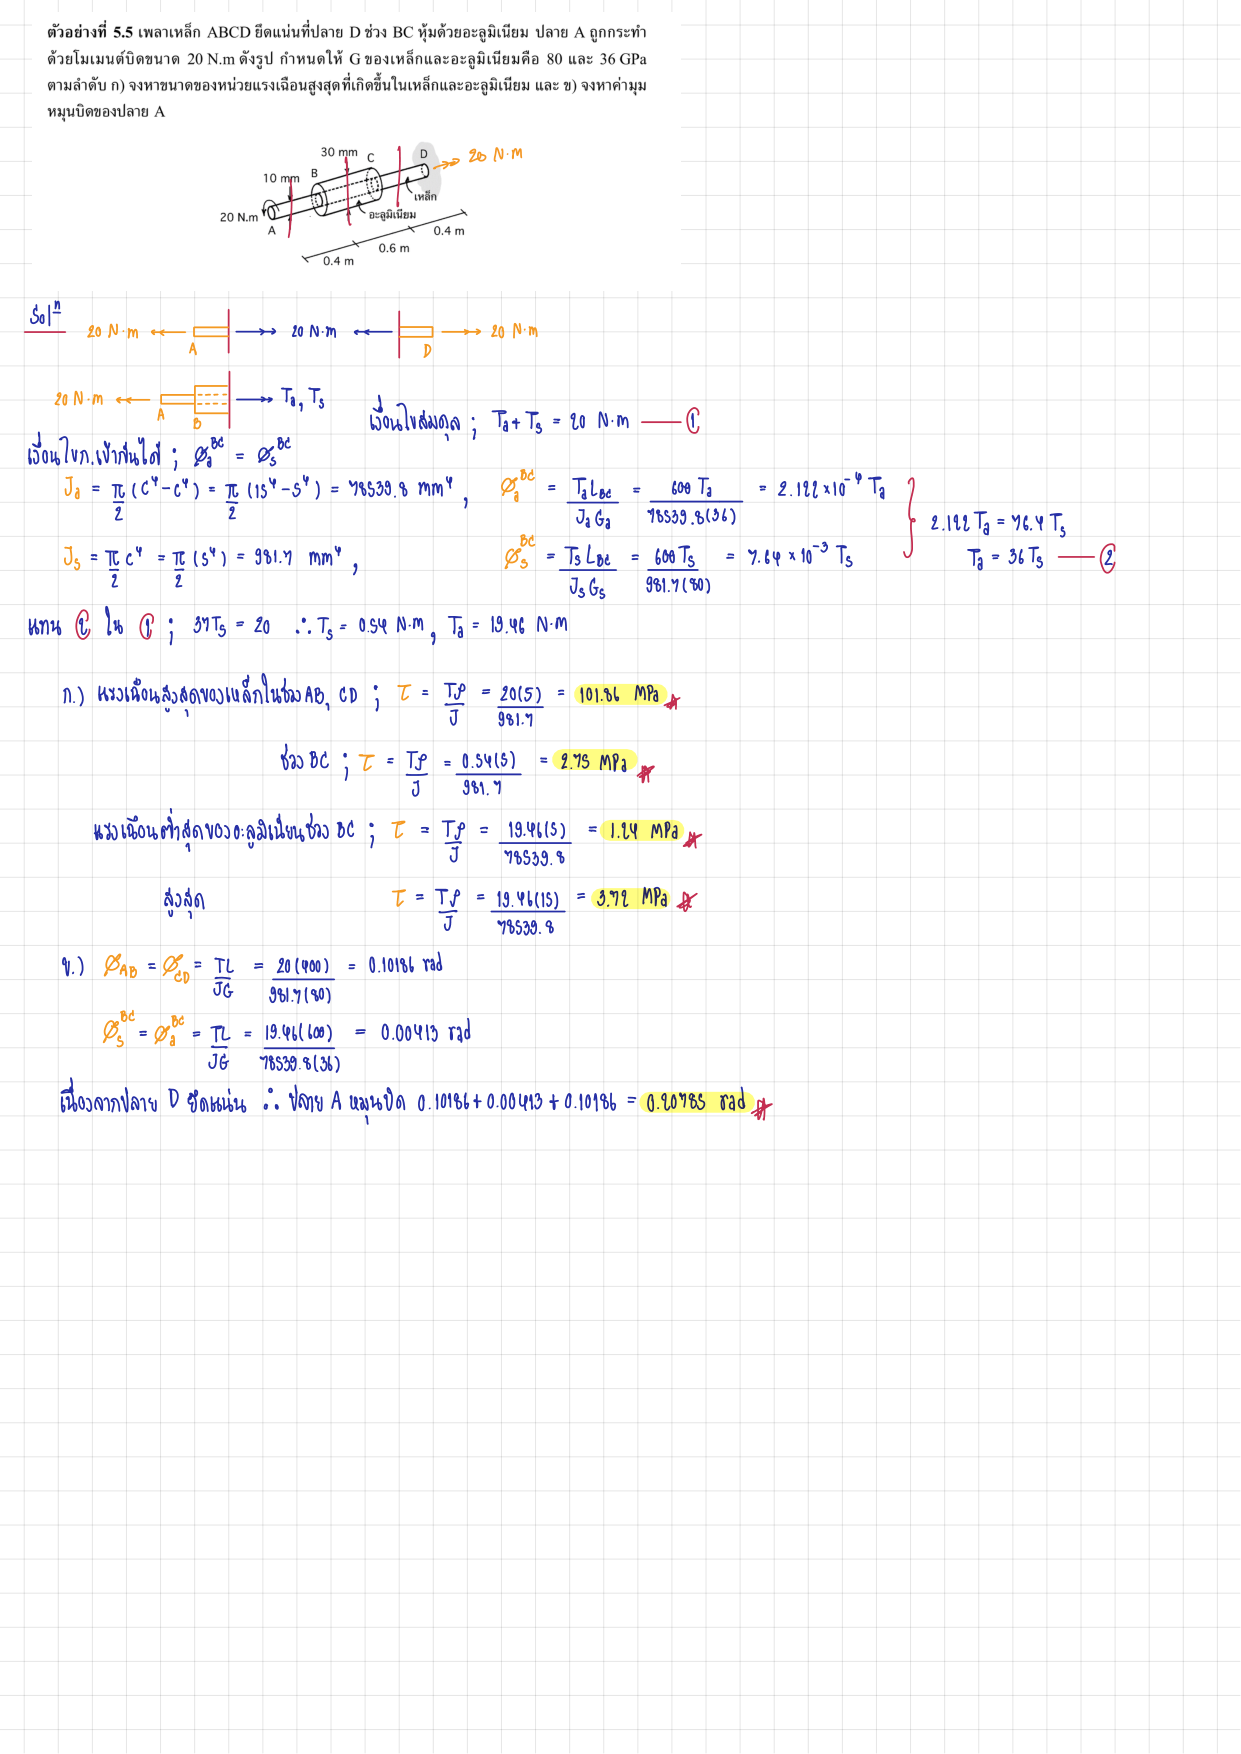 ตัวอย่างที่ 5.5 เพลาเหล็ก ABCD ยึดแน่นที่ปลาย D ช่วง BC หุ้มด้วยอะลูมิเนียม ปลาย A ถูกกระทำ
ด้วยโมเมนต์บิดขนาด 20 N.m ดังรูป กำหนดให้ G ของเหล็กและอะลูมิเนียมคือ 80 และ 36 GPa
ตามลำดับ ก) จงหาขนาดของหน่วยแรงเฉือนสูงสุดที่เกิดขึ้นในเหล็กและอะลูมิเนียม และ ข) จงหาค่ามุม
หมุนบิดของปลาย A
30 mm C D 20 N·m
10 mm B
เหล็ก
20 N.m อะลูมิเนียม
A 0.4 m
0.6 m
0.4 m
Solⁿ
20 N·m A 20 N·m D 20 N·m
20 N·m A B Ta, Ts
เงื่อนไขสมดุล ; Ta + Ts = 20 N·m —— ①
เงื่อนไขก.เข้ากันได้ ; Øa^BC = Øs^BC
Ja = π/2 (C⁴ - c⁴) = π/2 (15⁴ - 5⁴) = 78539.8 mm⁴ , Øa^BC = Ta LBC / Ja Ga = 600 Ta / 78539.8(36) = 2.122 × 10⁻⁴ Ta
2.122 Ta = 76.4 Ts
Js = π/2 c⁴ = π/2 (5⁴) = 981.7 mm⁴ , Øs^BC = Ts LBC / Js Gs = 600 Ts / 981.7(80) = 7.64 × 10⁻³ Ts
Ta = 36 Ts —— ②
แทน ② ใน ① ; 37Ts = 20 ∴ Ts = 0.54 N·m , Ta = 19.46 N·m
ก.) แรงเฉือนสูงสุดของเหล็กในช่วง AB, CD ; τ = Tρ/J = 20(5)/981.7 = 101.86 MPa
ช่วง BC ; τ = Tρ/J = 0.54(5)/981.7 = 2.75 MPa
แรงเฉือนต่ำสุดของอะลูมิเนียมช่วง BC ; τ = Tρ/J = 19.46(5)/78539.8 = 1.24 MPa
สูงสุด τ = Tρ/J = 19.46(15)/78539.8 = 3.72 MPa
ข.) ØAB = ØCD = TL/JG = 20(400)/981.7(80) = 0.10186 rad
Øs^BC = Øa^BC = TL/JG = 19.46(600)/78539.8(36) = 0.00413 rad
เนื่องจากปลาย D ยึดแน่น ∴ ปลาย A หมุนบิด 0.10186 + 0.00413 + 0.10186 = 0.20785 rad